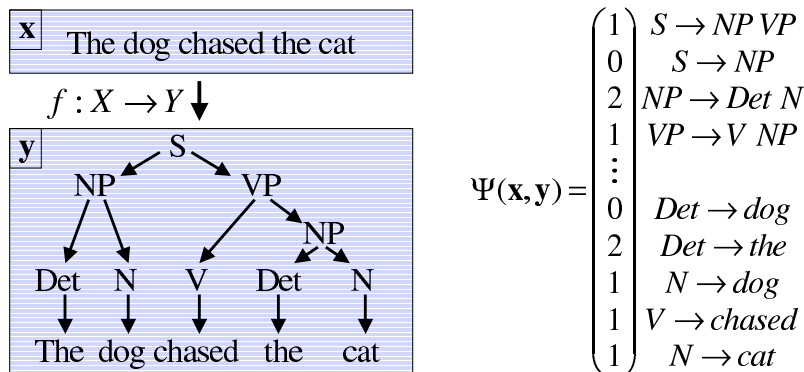 x
The dog chased the cat
f : X → Y
y
S
NP VP
NP
Det N V Det N
The dog chased the cat
Ψ(x,y) =
1 S → NP VP
0 S → NP
2 NP → Det N
1 VP → V NP
⋮
0 Det → dog
2 Det → the
1 N → dog
1 V → chased
1 N → cat